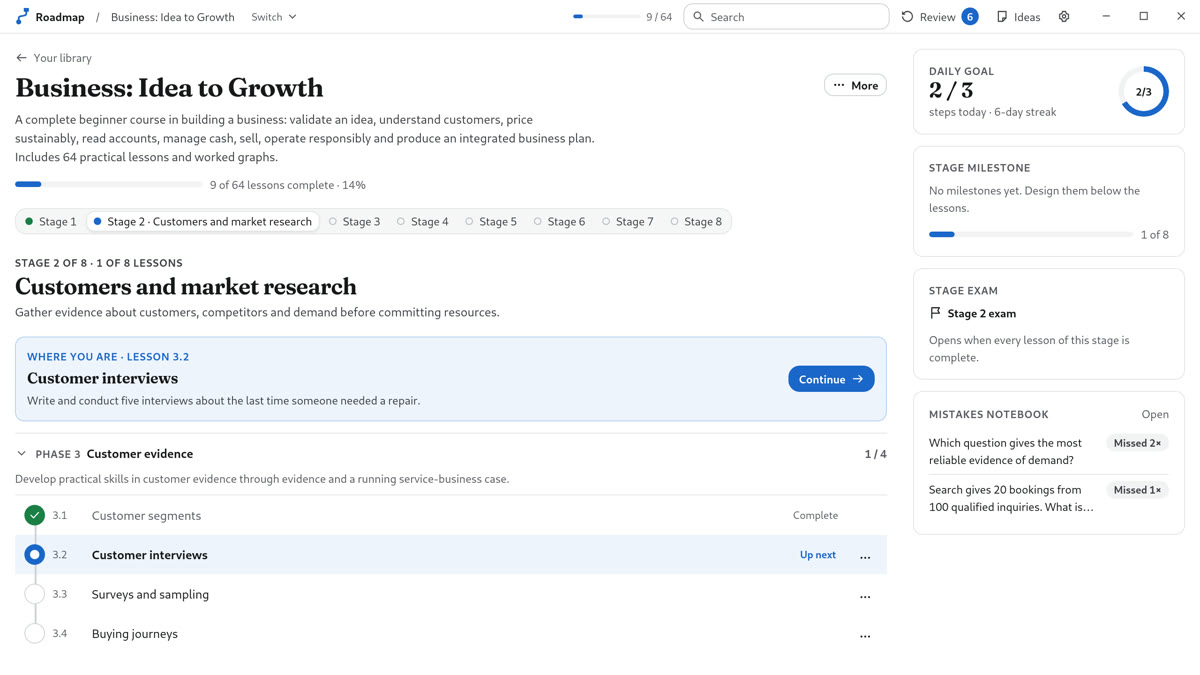 Roadmap / Business: Idea to Growth Switch 9 / 64 Search Review 6 Ideas
Your library
Business: Idea to Growth
··· More
A complete beginner course in building a business: validate an idea, understand customers, price
sustainably, read accounts, manage cash, sell, operate responsibly and produce an integrated business plan.
Includes 64 practical lessons and worked graphs.
9 of 64 lessons complete · 14%
Stage 1 Stage 2 · Customers and market research Stage 3 Stage 4 Stage 5 Stage 6 Stage 7 Stage 8
STAGE 2 OF 8 · 1 OF 8 LESSONS
Customers and market research
Gather evidence about customers, competitors and demand before committing resources.
WHERE YOU ARE · LESSON 3.2
Customer interviews
Write and conduct five interviews about the last time someone needed a repair.
Continue
PHASE 3 Customer evidence 1 / 4
Develop practical skills in customer evidence through evidence and a running service-business case.
3.1 Customer segments Complete
3.2 Customer interviews Up next ...
3.3 Surveys and sampling ...
3.4 Buying journeys ...
DAILY GOAL
2 / 3
steps today · 6-day streak
2/3
STAGE MILESTONE
No milestones yet. Design them below the
lessons.
1 of 8
STAGE EXAM
Stage 2 exam
Opens when every lesson of this stage is
complete.
MISTAKES NOTEBOOK Open
Which question gives the most
reliable evidence of demand?
Missed 2×
Search gives 20 bookings from
100 qualified inquiries. What is...
Missed 1×